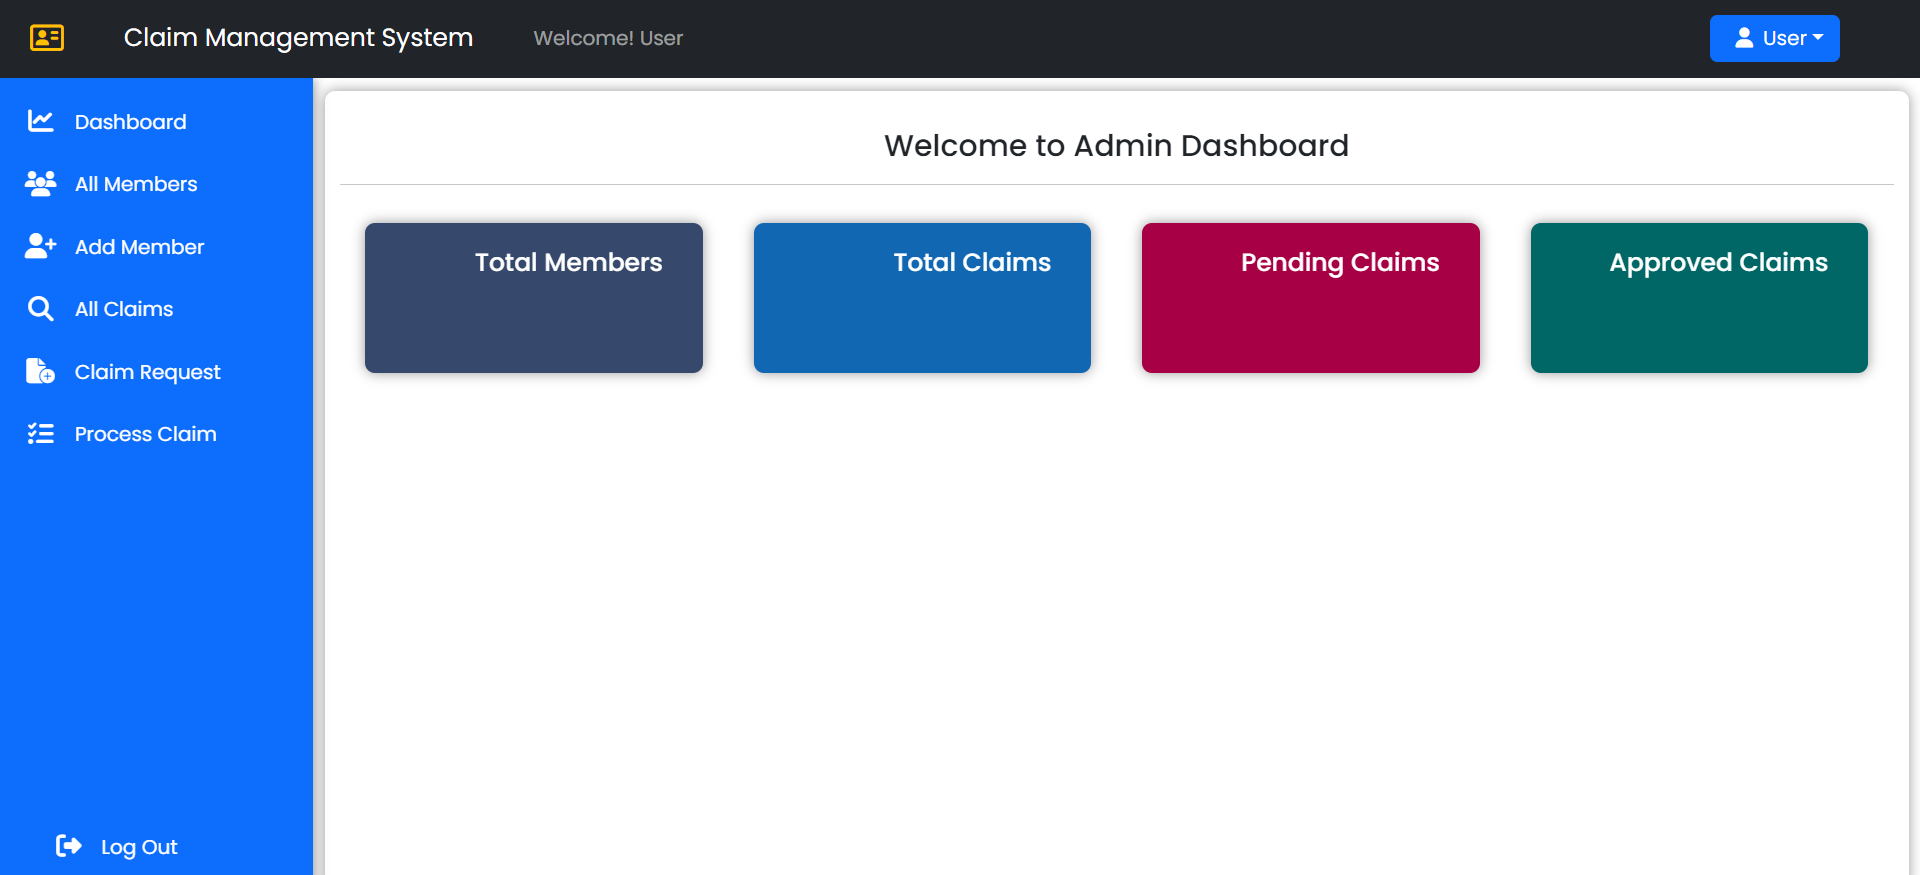 Claim Management System
Welcome! User
User
Dashboard
All Members
Add Member
All Claims
Claim Request
Process Claim
Log Out
Welcome to Admin Dashboard
Total Members
Total Claims
Pending Claims
Approved Claims